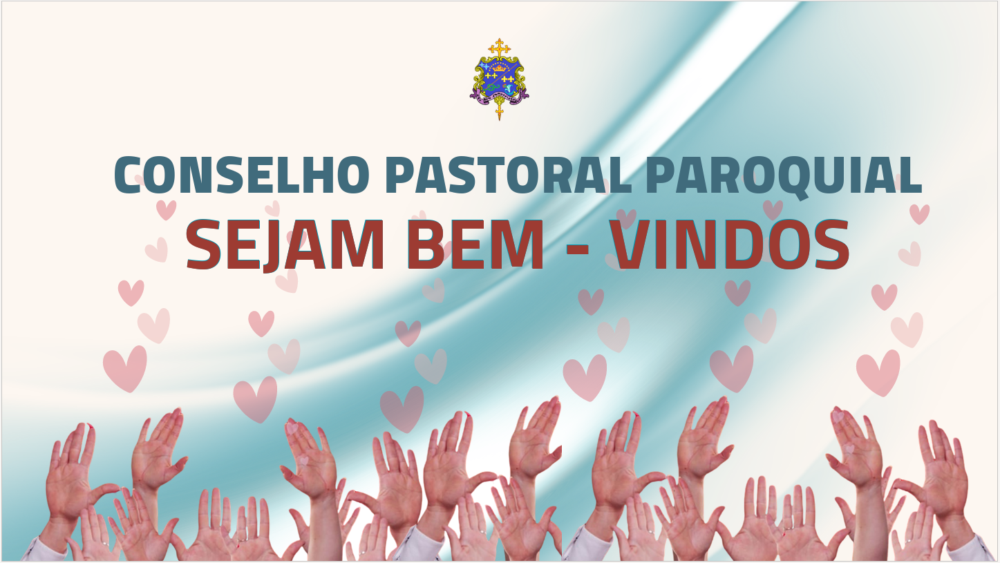 CONSELHO PASTORAL PAROQUIAL
SEJAM BEM - VINDOS